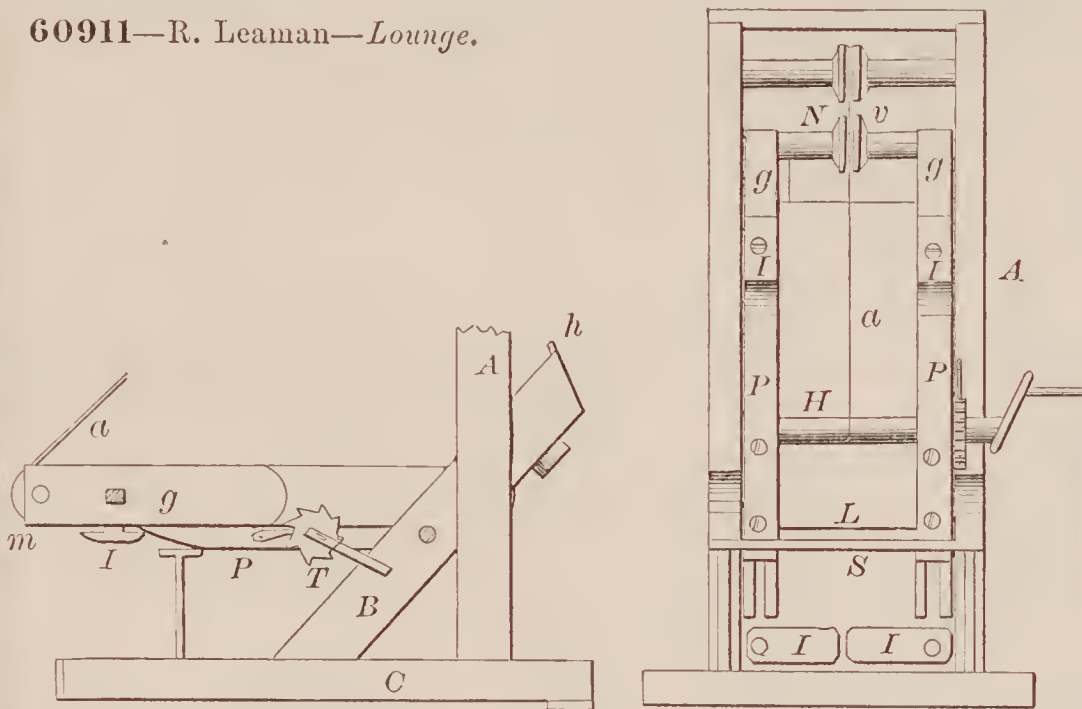 60911—R. Leaman—Lounge.
N v
g g
I I
A
a
P P
H
L
S
I I
h
A
a
g
m
I P T
B
C